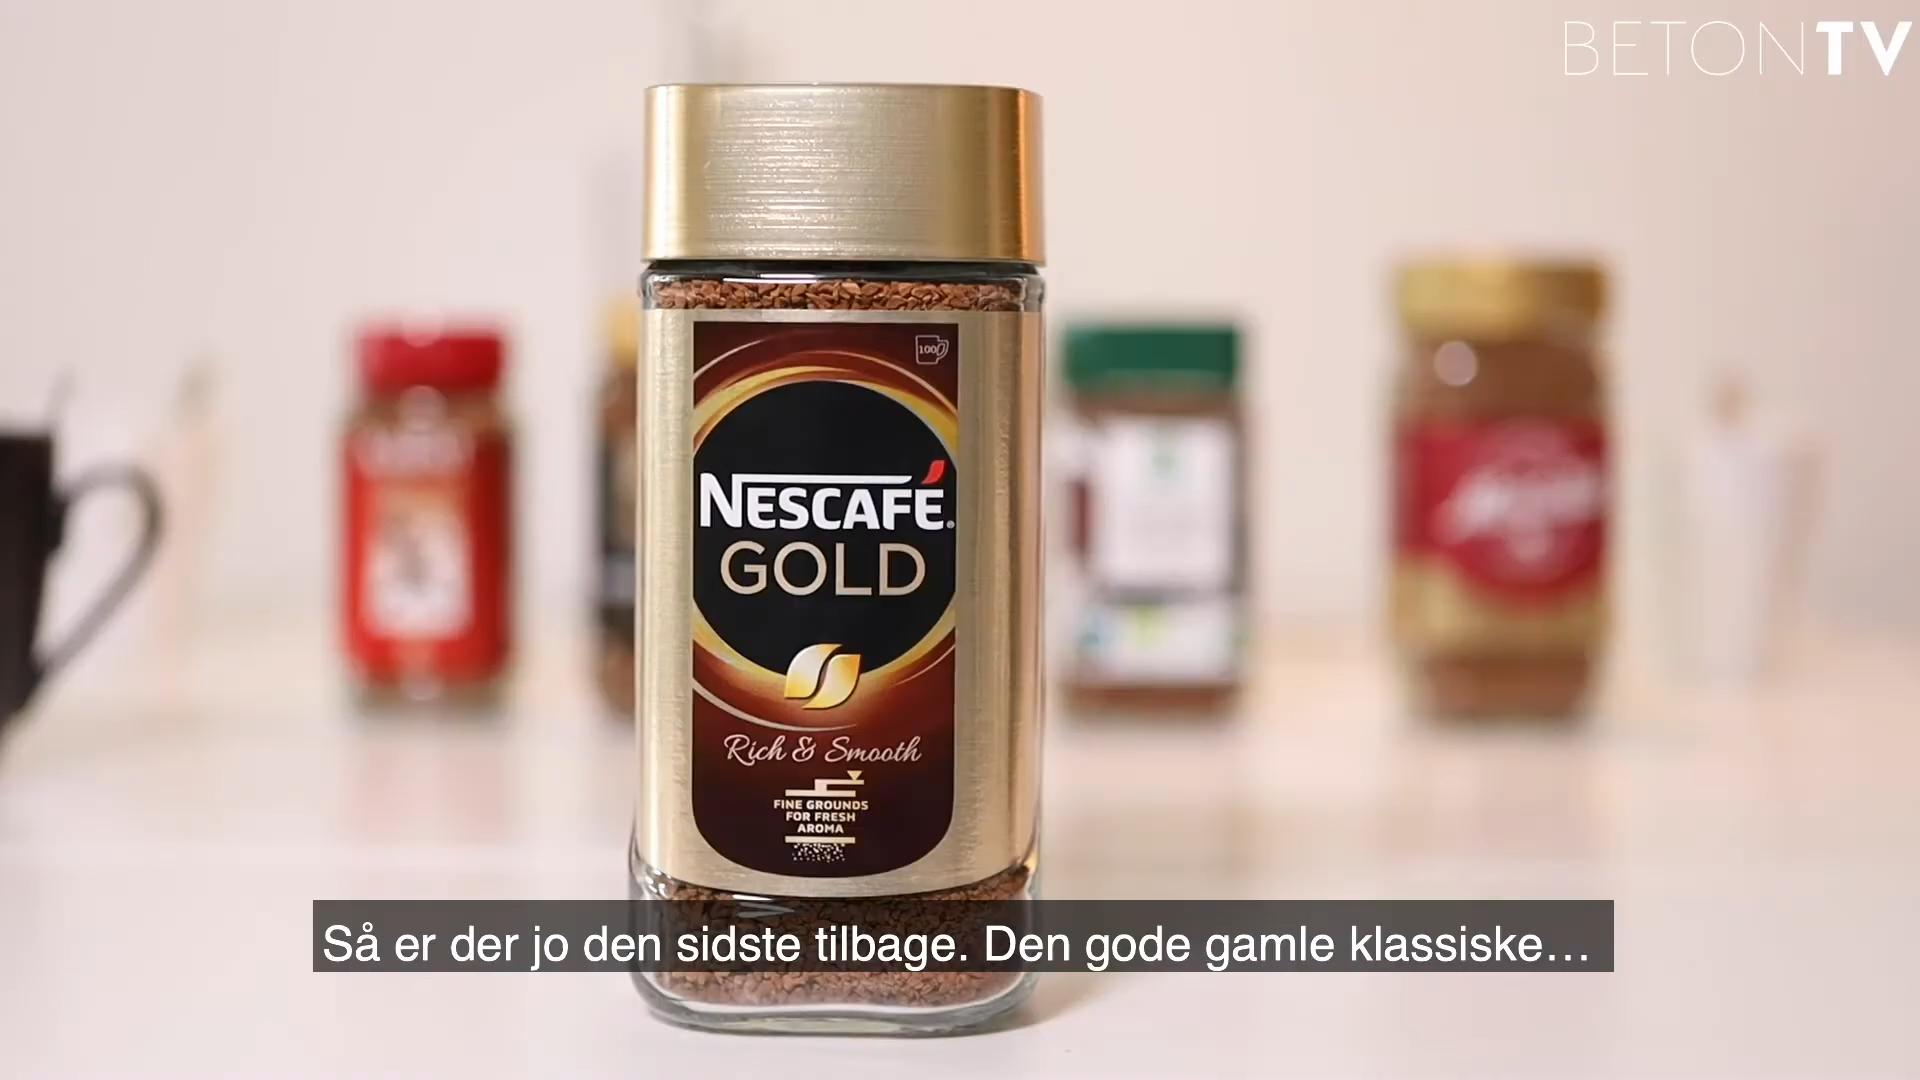 BETONTV
100
NESCAFÉ®
GOLD
Rich & Smooth
FINE GROUNDS
FOR FRESH
AROMA
Så er der jo den sidste tilbage. Den gode gamle klassiske...